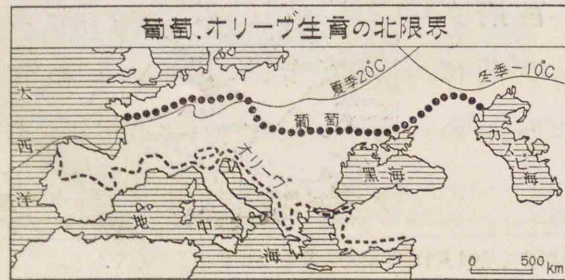 葡萄.オリーヴ生育の北限界
夏季20℃
冬季-10℃
大西洋
葡萄
オリーヴ
カスピ海
黒海
地中海
0 500km